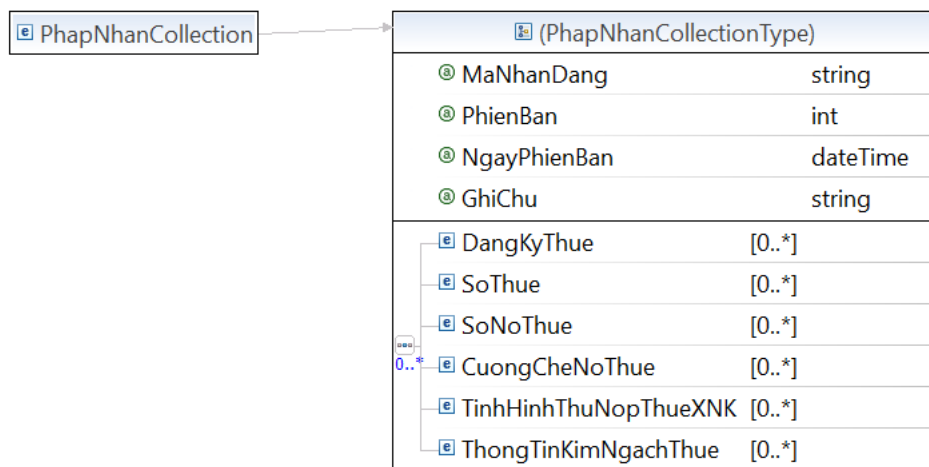 PhapNhanCollection
(PhapNhanCollectionType)
MaNhanDang string
PhienBan int
NgayPhienBan dateTime
GhiChu string
DangKyThue [0..*]
SoThue [0..*]
SoNoThue [0..*]
0..*
CuongCheNoThue [0..*]
TinhHinhThuNopThueXNK [0..*]
ThongTinKimNgachThue [0..*]